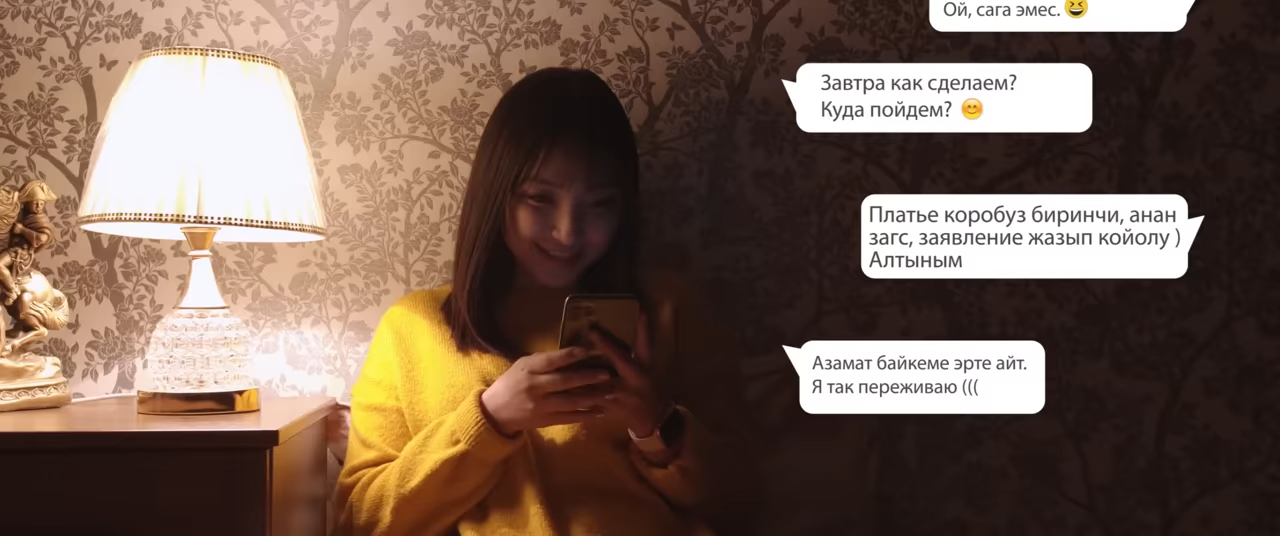 Ой, сага эмес. 😆
Завтра как сделаем?
Куда пойдем? 😊
Платье коробуз биринчи, анан
загс, заявление жазып койолу )
Алтыным
Азамат байкеме эрте айт.
Я так переживаю (((